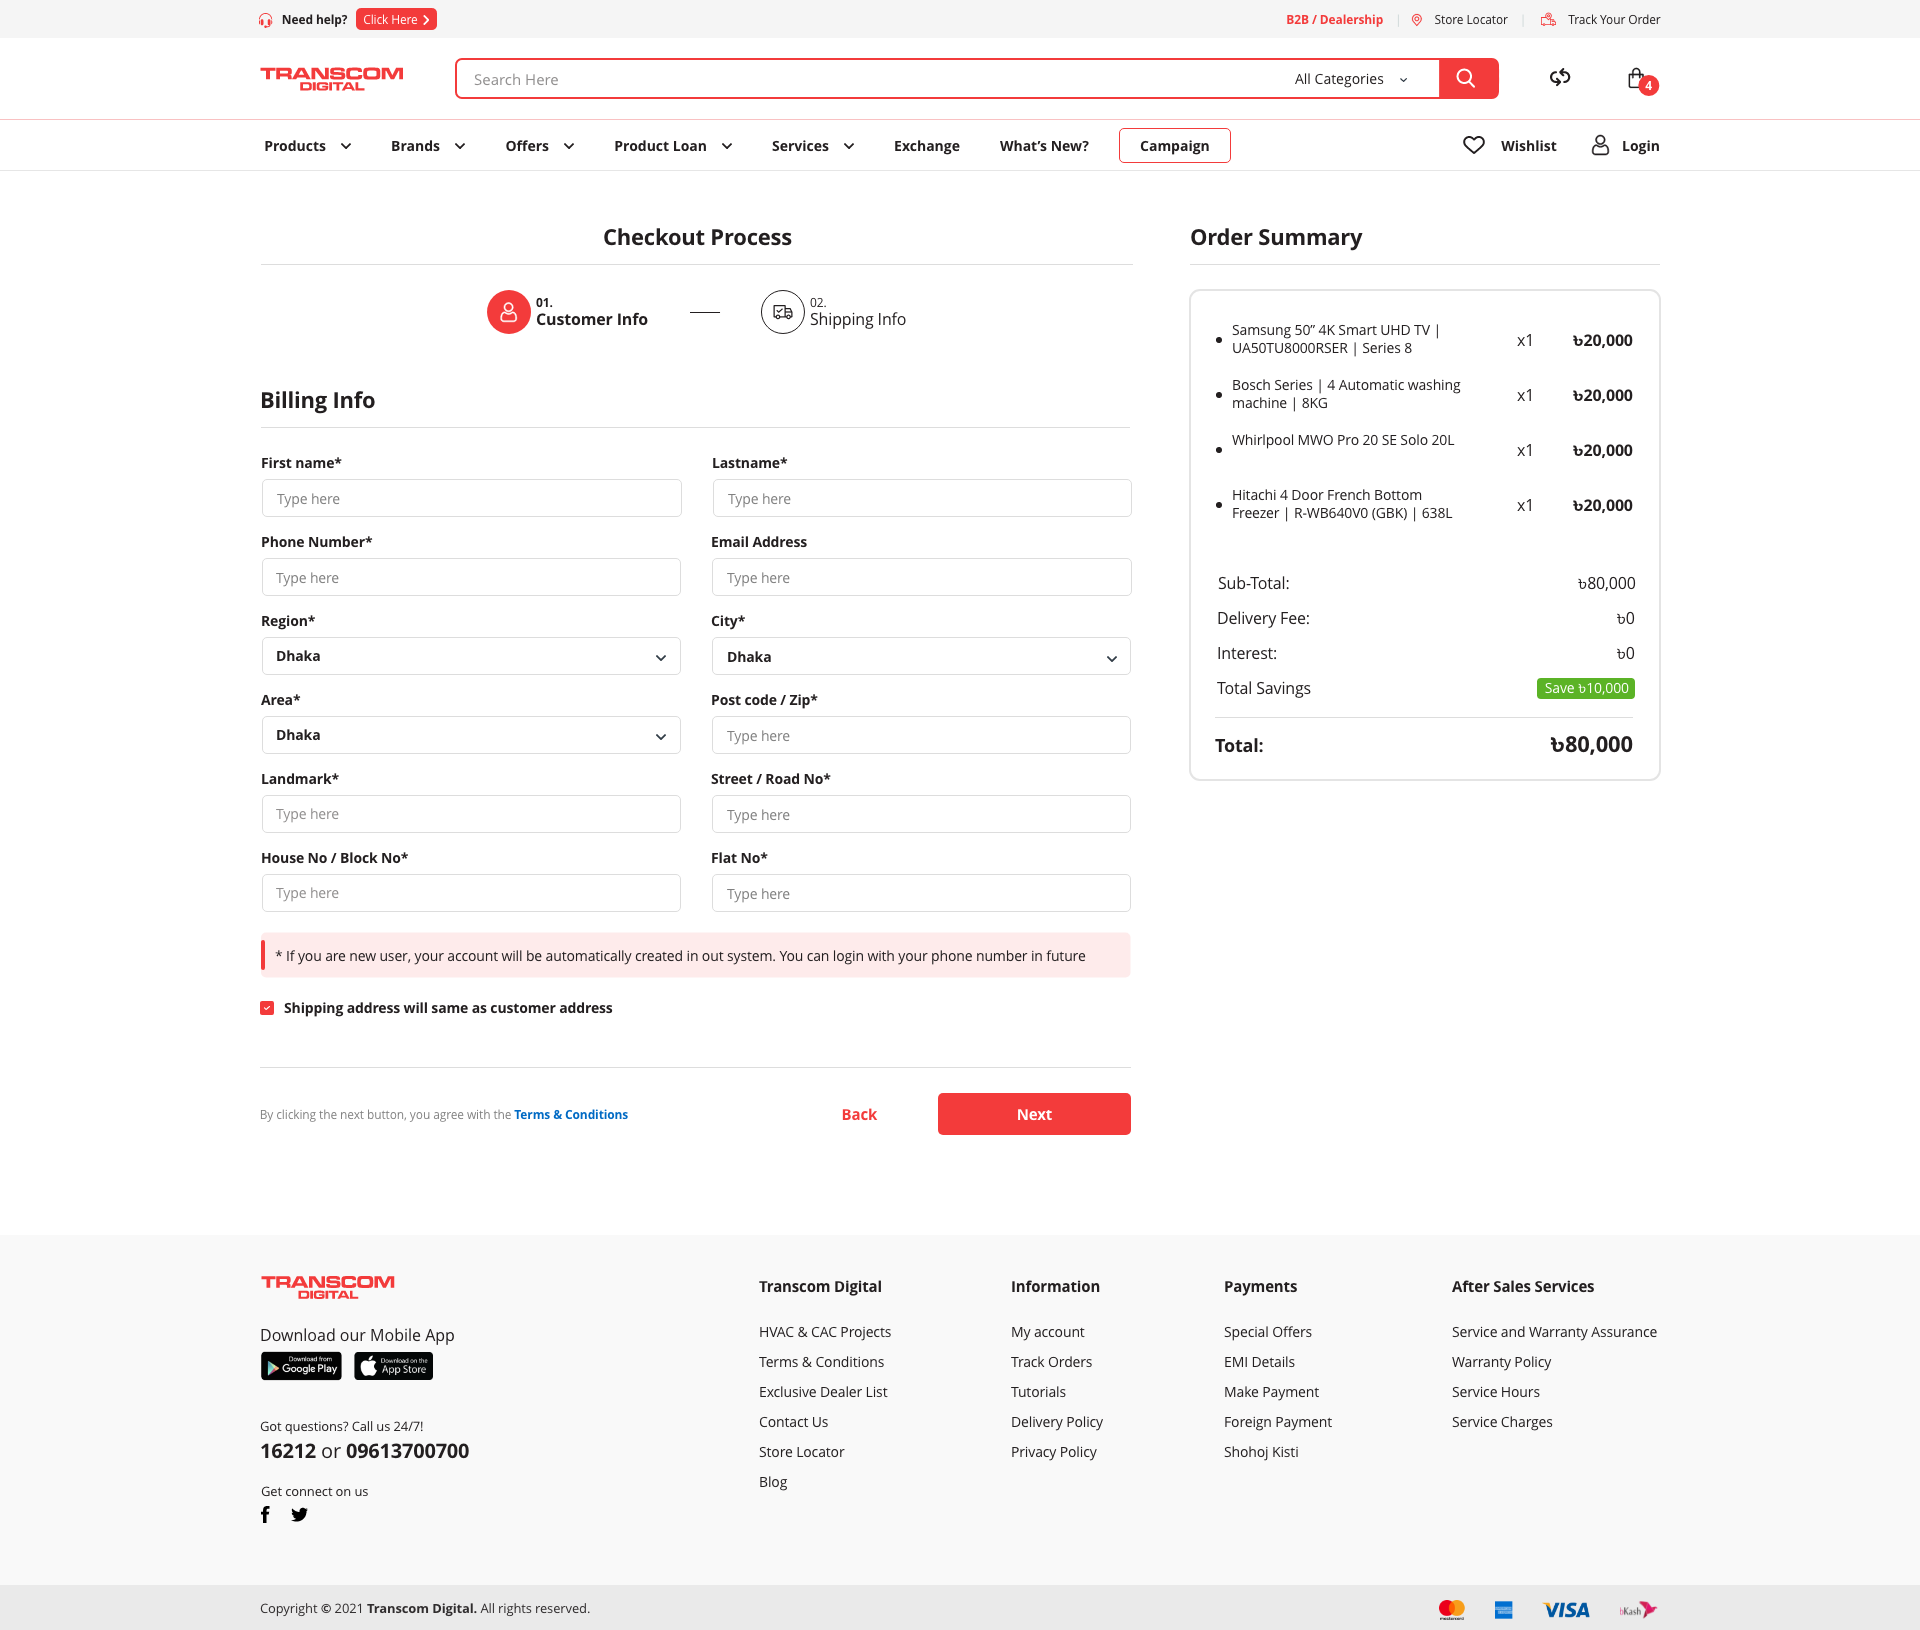 Need help? Click Here
B2B / Dealership | Store Locator | Track Your Order
TRANSCOM
DIGITAL
Search Here All Categories
4
Products Brands Offers Product Loan Services Exchange What’s New? Campaign Wishlist Login
Checkout Process
01.
Customer Info
02.
Shipping Info
Billing Info
First name* Lastname*
Type here Type here
Phone Number* Email Address
Type here Type here
Region* City*
Dhaka Dhaka
Area* Post code / Zip*
Dhaka Type here
Landmark* Street / Road No*
Type here Type here
House No / Block No* Flat No*
Type here Type here
* If you are new user, your account will be automatically created in out system. You can login with your phone number in future
Shipping address will same as customer address
By clicking the next button, you agree with the Terms & Conditions Back Next
Order Summary
Samsung 50” 4K Smart UHD TV |
UA50TU8000RSER | Series 8
x1 ৳20,000
Bosch Series | 4 Automatic washing
machine | 8KG
x1 ৳20,000
Whirlpool MWO Pro 20 SE Solo 20L
x1 ৳20,000
Hitachi 4 Door French Bottom
Freezer | R-WB640V0 (GBK) | 638L
x1 ৳20,000
Sub-Total: ৳80,000
Delivery Fee: ৳0
Interest: ৳0
Total Savings Save ৳10,000
Total: ৳80,000
TRANSCOM
DIGITAL
Download our Mobile App
Download from
Google Play
Download on the
App Store
Got questions? Call us 24/7!
16212 or 09613700700
Get connect on us
Transcom Digital
HVAC & CAC Projects
Terms & Conditions
Exclusive Dealer List
Contact Us
Store Locator
Blog
Information
My account
Track Orders
Tutorials
Delivery Policy
Privacy Policy
Payments
Special Offers
EMI Details
Make Payment
Foreign Payment
Shohoj Kisti
After Sales Services
Service and Warranty Assurance
Warranty Policy
Service Hours
Service Charges
Copyright © 2021 Transcom Digital. All rights reserved.
mastercard
VISA
bKash